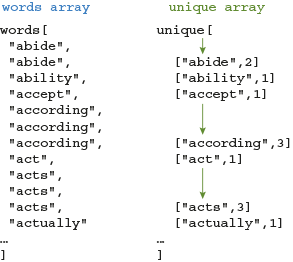 words array
words[
"abide",
"abide",
"ability",
"accept",
"according",
"according",
"according",
"act",
"acts",
"acts",
"acts",
"actually"
…
]
unique array
unique[
["abide",2]
["ability",1]
["accept",1]
["according",3]
["act",1]
["acts",3]
["actually",1]
…
]